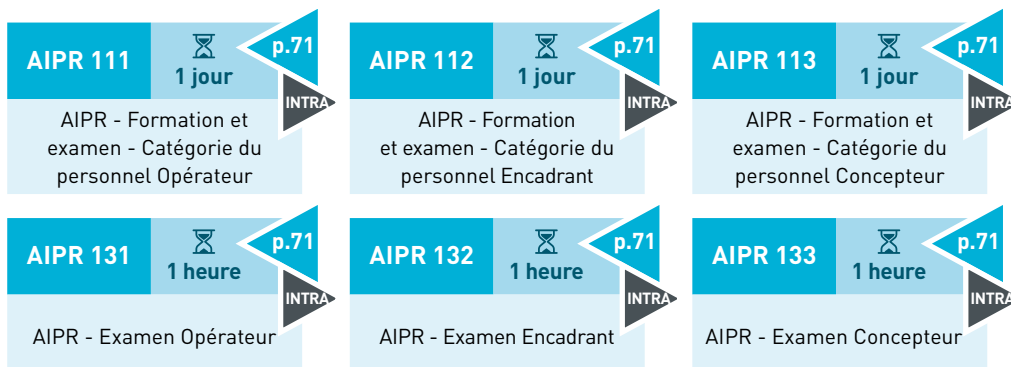 AIPR 111
1 jour
p.71
INTRA
AIPR - Formation et
examen - Catégorie du
personnel Opérateur
AIPR 112
1 jour
p.71
INTRA
AIPR - Formation
et examen - Catégorie du
personnel Encadrant
AIPR 113
1 jour
p.71
INTRA
AIPR - Formation et
examen - Catégorie du
personnel Concepteur
AIPR 131
1 heure
p.71
INTRA
AIPR - Examen Opérateur
AIPR 132
1 heure
p.71
INTRA
AIPR - Examen Encadrant
AIPR 133
1 heure
p.71
INTRA
AIPR - Examen Concepteur